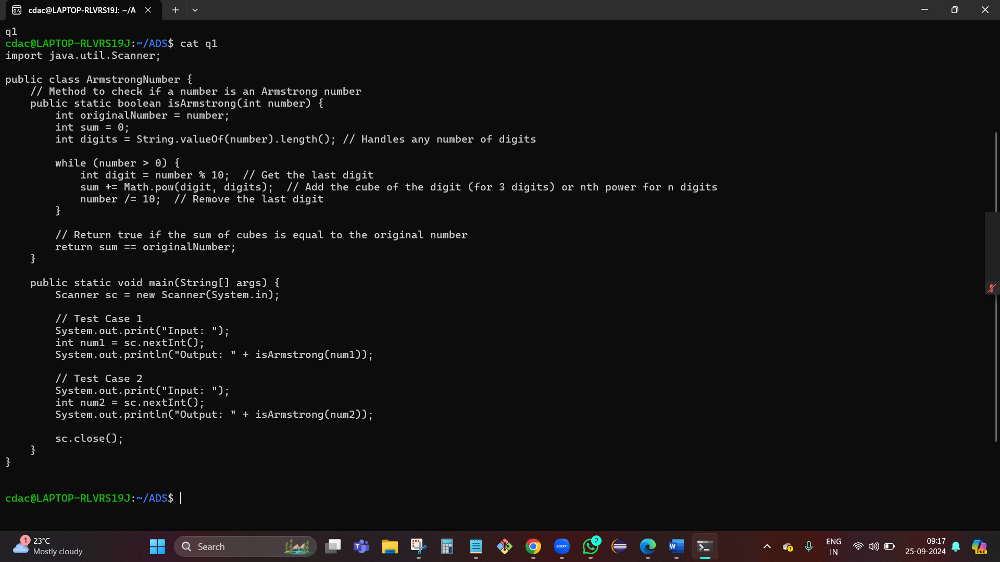 cdac@LAPTOP-RLVRS19J: ~/A
q1
cdac@LAPTOP-RLVRS19J:~/ADS$ cat q1
import java.util.Scanner;
public class ArmstrongNumber {
    // Method to check if a number is an Armstrong number
    public static boolean isArmstrong(int number) {
        int originalNumber = number;
        int sum = 0;
        int digits = String.valueOf(number).length(); // Handles any number of digits
        while (number > 0) {
            int digit = number % 10;  // Get the last digit
            sum += Math.pow(digit, digits);  // Add the cube of the digit (for 3 digits) or nth power for n digits
            number /= 10;  // Remove the last digit
        }
        // Return true if the sum of cubes is equal to the original number
        return sum == originalNumber;
    }
    public static void main(String[] args) {
        Scanner sc = new Scanner(System.in);
        // Test Case 1
        System.out.print("Input: ");
        int num1 = sc.nextInt();
        System.out.println("Output: " + isArmstrong(num1));
        // Test Case 2
        System.out.print("Input: ");
        int num2 = sc.nextInt();
        System.out.println("Output: " + isArmstrong(num2));
        sc.close();
    }
}
cdac@LAPTOP-RLVRS19J:~/ADS$
1
23°C
Mostly cloudy
Search
T
zoom
2
W
ENG
IN
09:17
25-09-2024
PRE